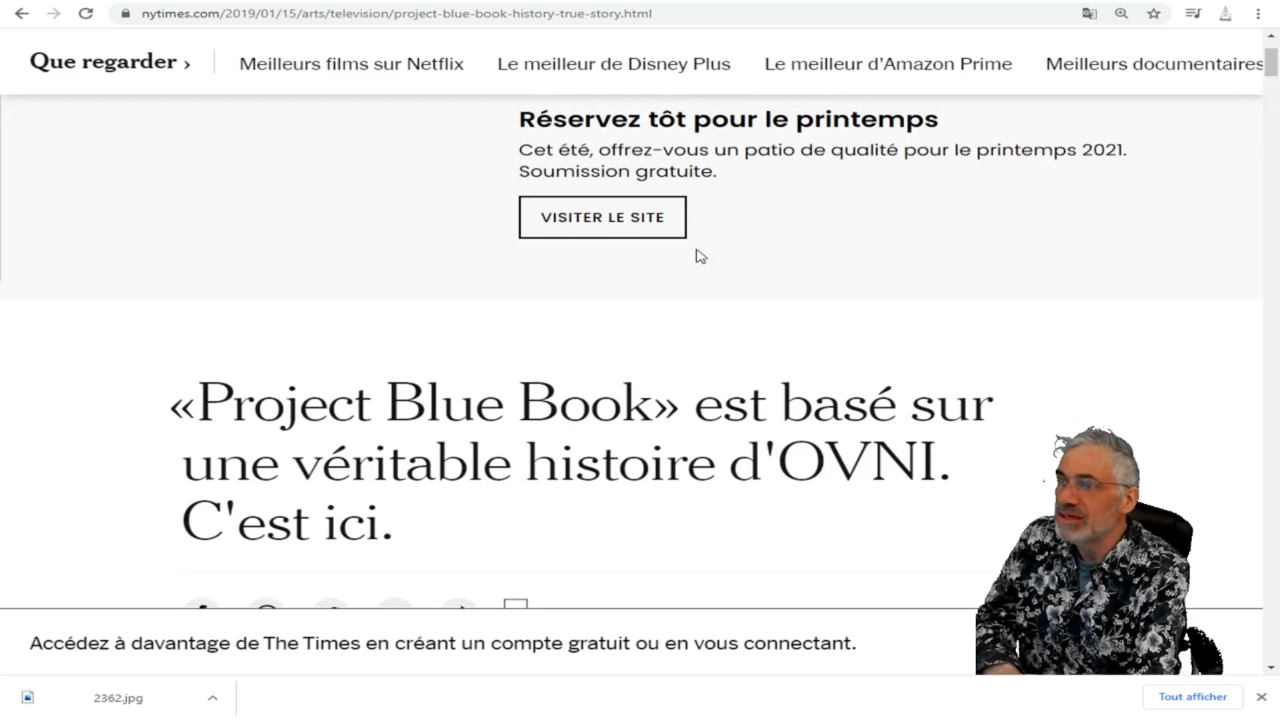 nytimes.com/2019/01/15/arts/television/project-blue-book-history-true-story.html
Que regarder ›
Meilleurs films sur Netflix
Le meilleur de Disney Plus
Le meilleur d'Amazon Prime
Meilleurs documentaires
Réservez tôt pour le printemps
Cet été, offrez-vous un patio de qualité pour le printemps 2021.
Soumission gratuite.
VISITER LE SITE
«Project Blue Book» est basé sur
une véritable histoire d'OVNI.
C'est ici.
Accédez à davantage de The Times en créant un compte gratuit ou en vous connectant.
2362.jpg
Tout afficher